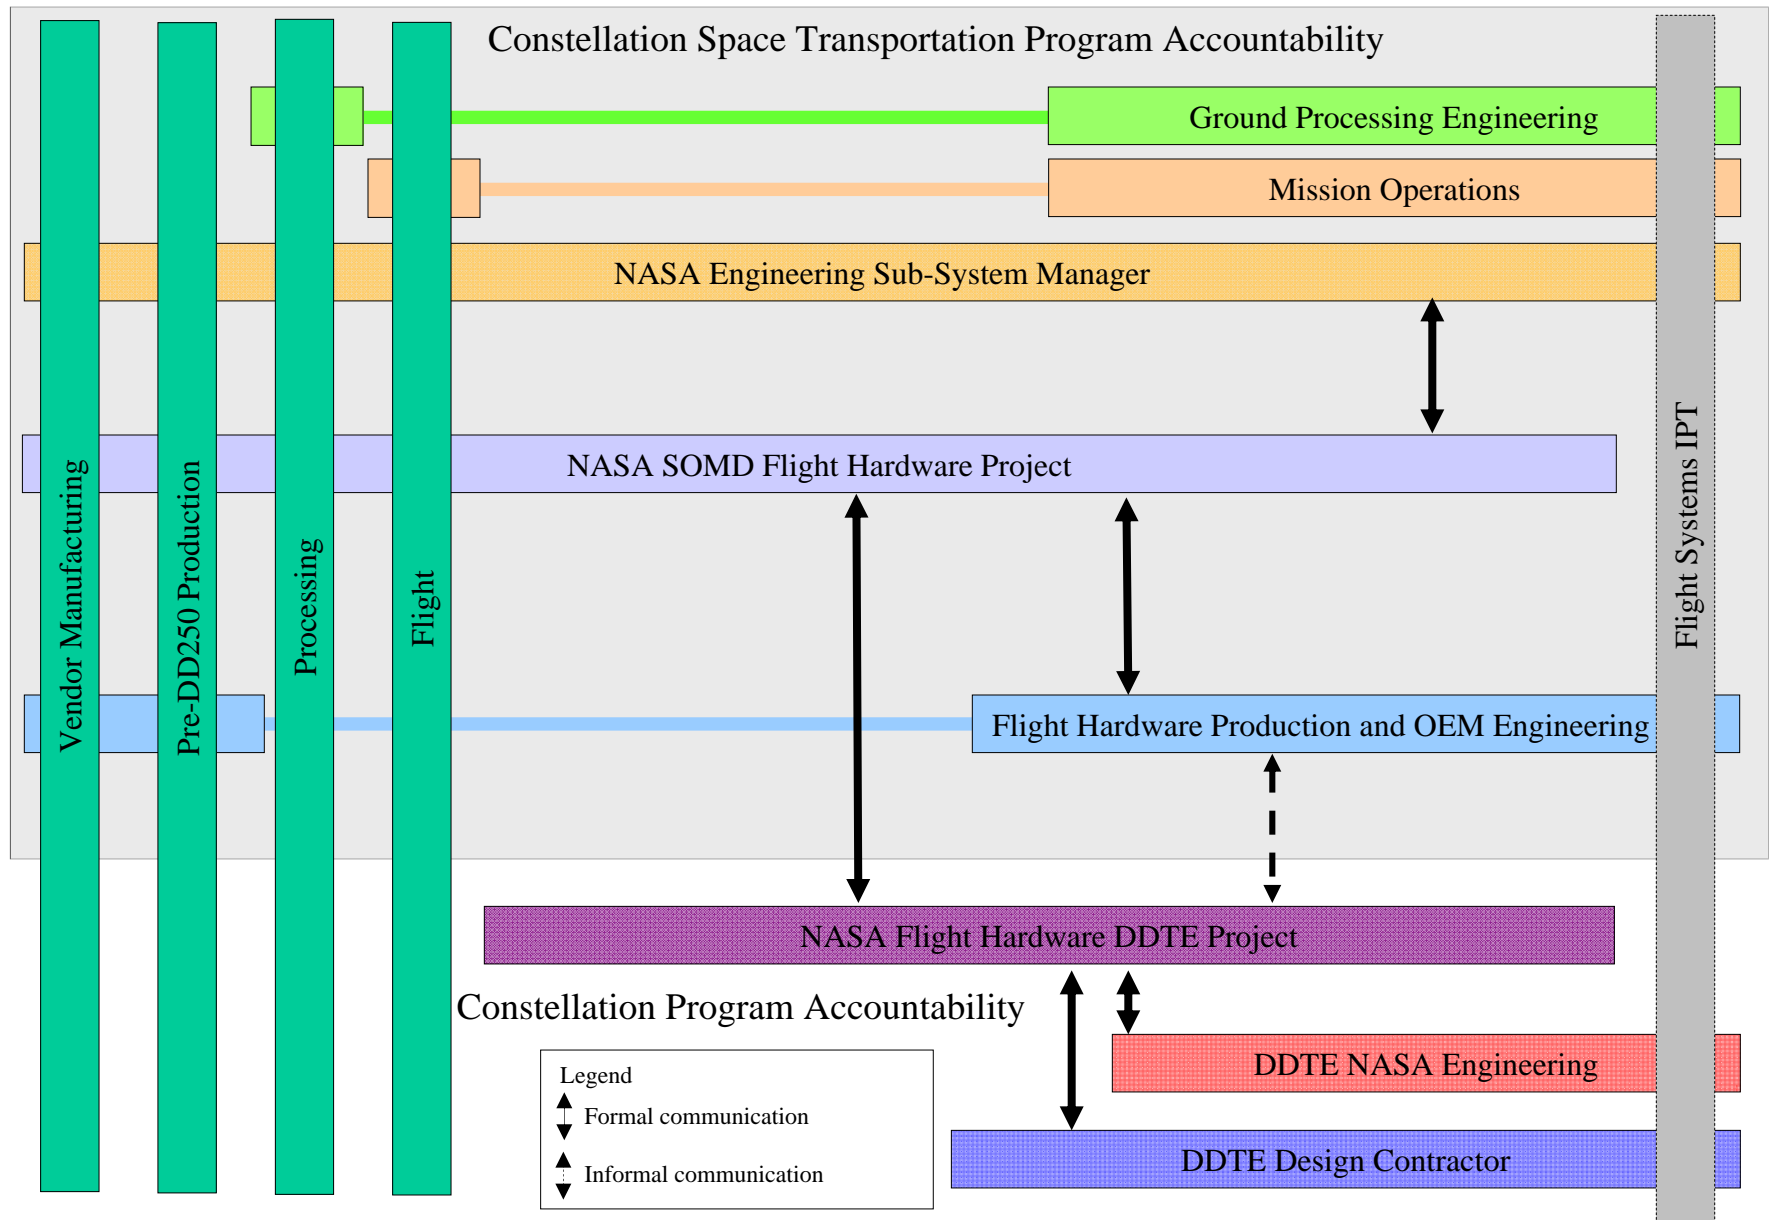 Constellation Space Transportation Program Accountability
Ground Processing Engineering
Mission Operations
NASA Engineering Sub-System Manager
NASA SOMD Flight Hardware Project
Vendor Manufacturing
Pre-DD250 Production
Processing
Flight
Flight Systems IPT
Flight Hardware Production and OEM Engineering
NASA Flight Hardware DDTE Project
Constellation Program Accountability
DDTE NASA Engineering
DDTE Design Contractor
Legend
Formal communication
Informal communication